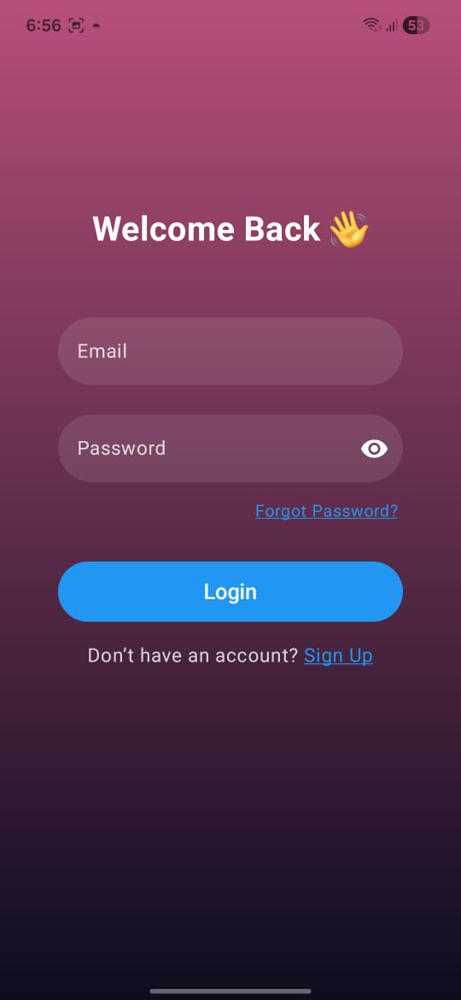 6:56 53
Welcome Back 👋
Email
Password
Forgot Password?
Login
Don’t have an account? Sign Up